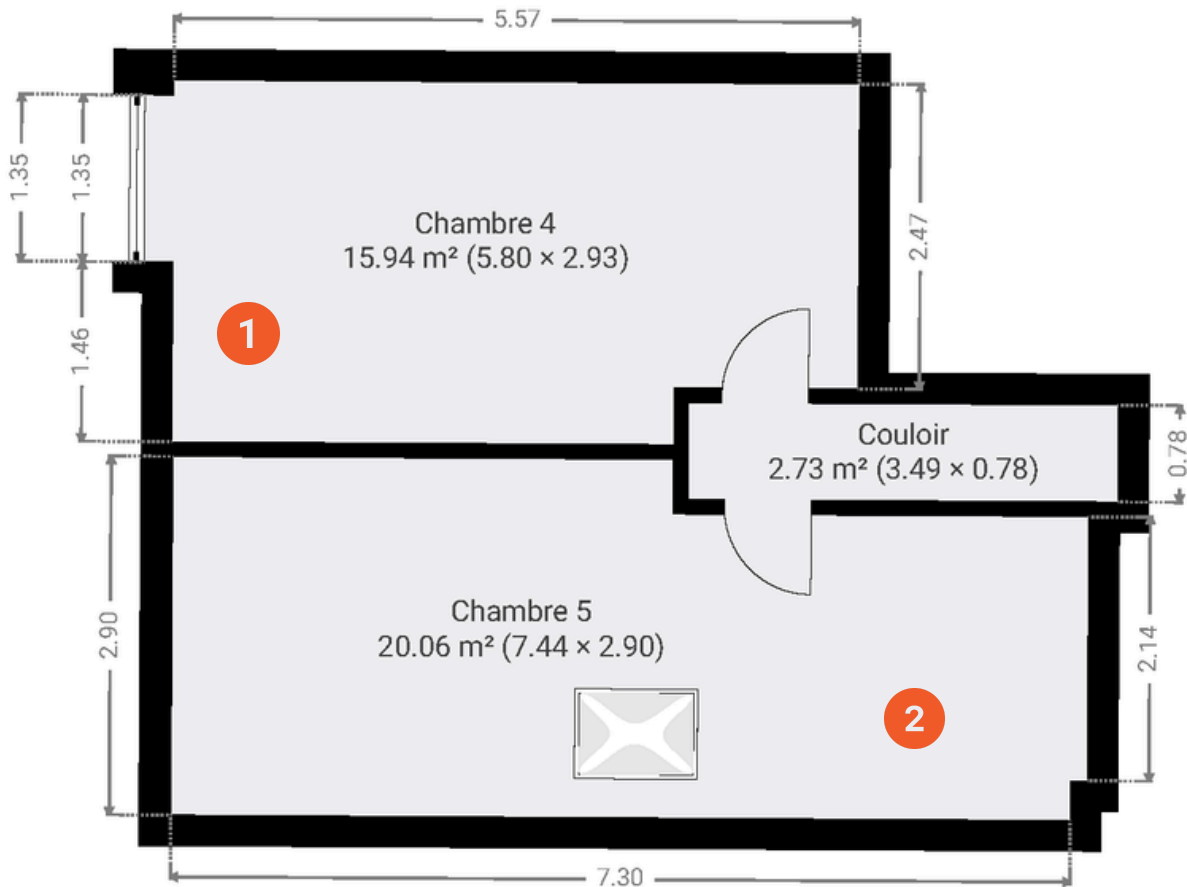 5.57
1.35
1.35
Chambre 4
15.94 m² (5.80 × 2.93)
2.47
1
1.46
Couloir
2.73 m² (3.49 × 0.78)
0.78
Chambre 5
20.06 m² (7.44 × 2.90)
2.90
2.14
2
7.30